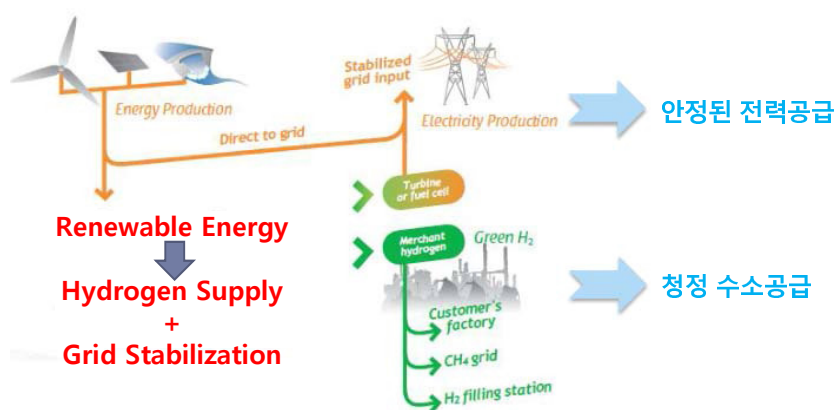 Stabilized
grid input
Energy Production
Electricity Production
안정된 전력공급
Direct to grid
Turbine
or fuel cell
Renewable Energy
Merchant
hydrogen
Green H₂
Hydrogen Supply
+
Grid Stabilization
청정 수소공급
Customer's
factory
CH₄ grid
H₂ filling station